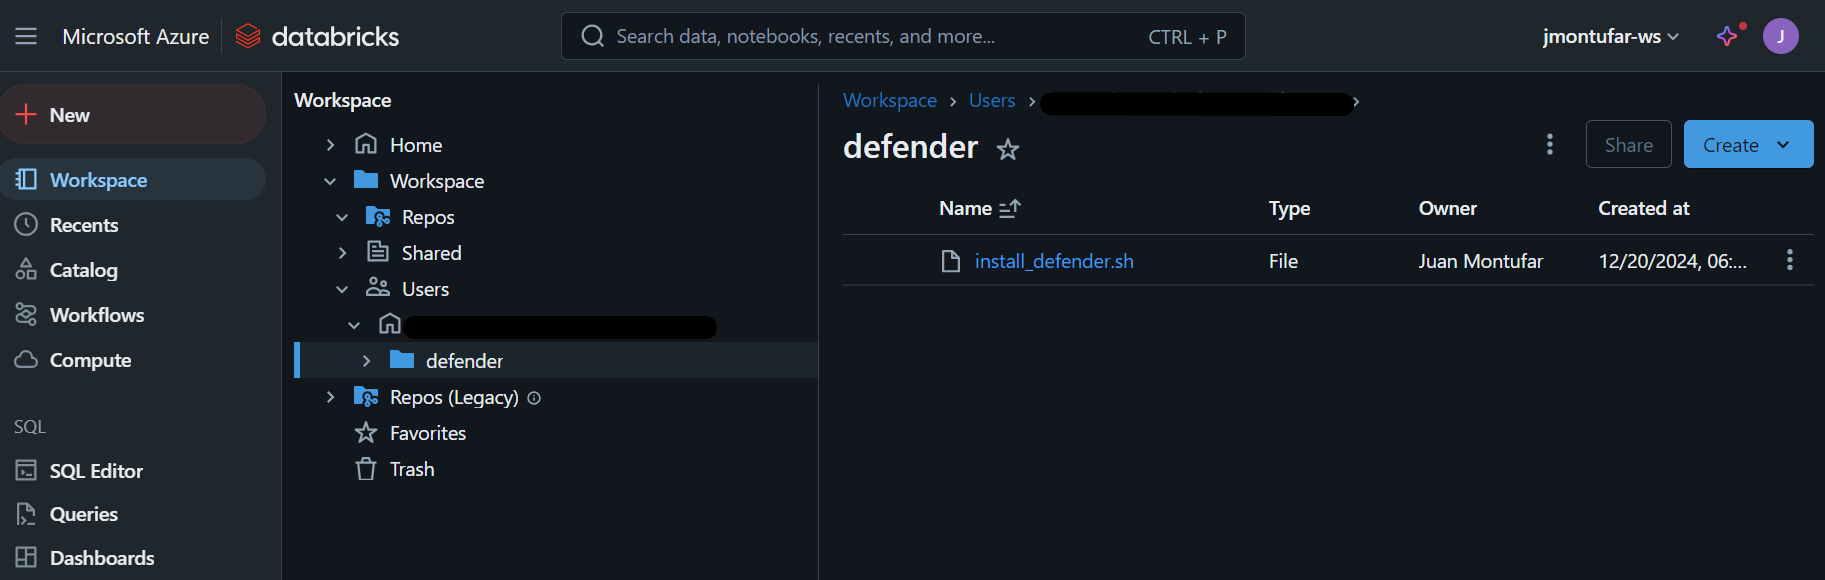 Microsoft Azure databricks Search data, notebooks, recents, and more... CTRL + P jmontufar-ws J
New
Workspace
Recents
Catalog
Workflows
Compute
SQL
SQL Editor
Queries
Dashboards
Workspace
Home
Workspace
Repos
Shared
Users
defender
Repos (Legacy)
Favorites
Trash
Workspace > Users > >
defender
Share Create
Name Type Owner Created at
install_defender.sh File Juan Montufar 12/20/2024, 06:...